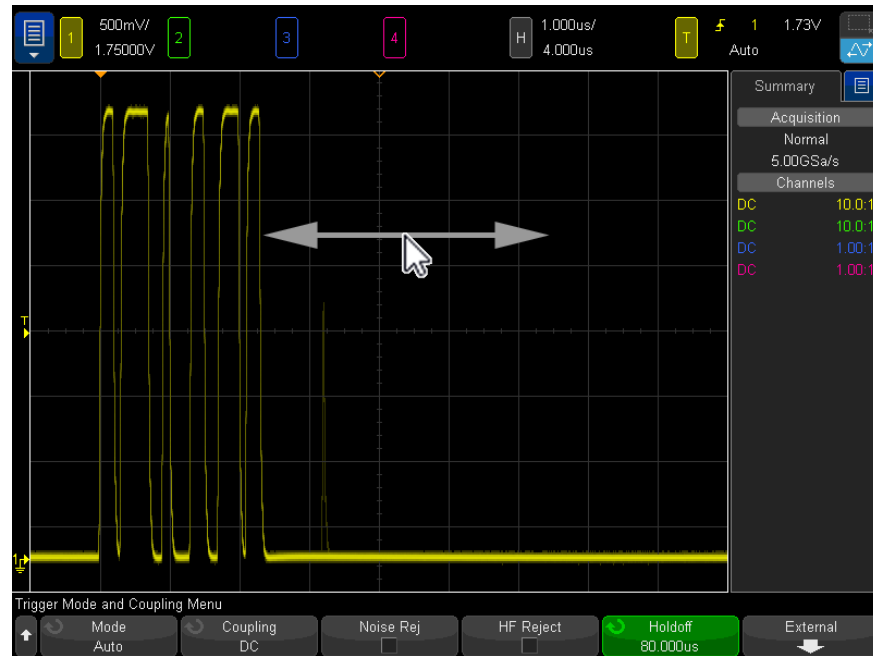 1 500mV/ 2 3 4 H 1.000us/ T 1 1.73V
1.75000V 4.000us Auto
Summary
Acquisition
Normal
5.00GSa/s
Channels
DC 10.0:1
DC 10.0:1
DC 1.00:1
DC 1.00:1
T
1
Trigger Mode and Coupling Menu
Mode Coupling Noise Rej HF Reject Holdoff External
Auto DC 80.000us